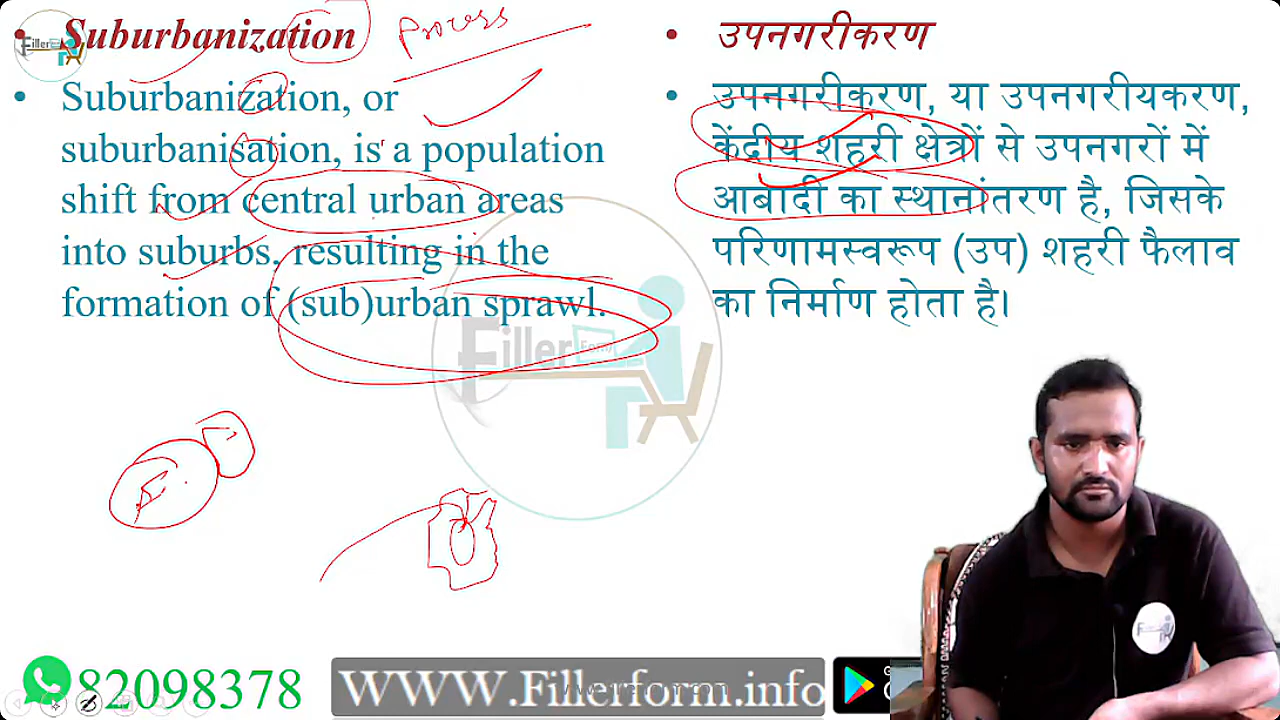 Suburbanization
Process
Suburbanization, or
suburbanisation, is a population
shift from central urban areas
into suburbs, resulting in the
formation of (sub)urban sprawl.
उपनगरीकरण
उपनगरीकरण, या उपनगरीयकरण,
केंद्रीय शहरी क्षेत्रों से उपनगरों में
आबादी का स्थानांतरण है, जिसके
परिणामस्वरूप (उप) शहरी फैलाव
का निर्माण होता है।
Filler Form
82098378
www.Fillerform.info